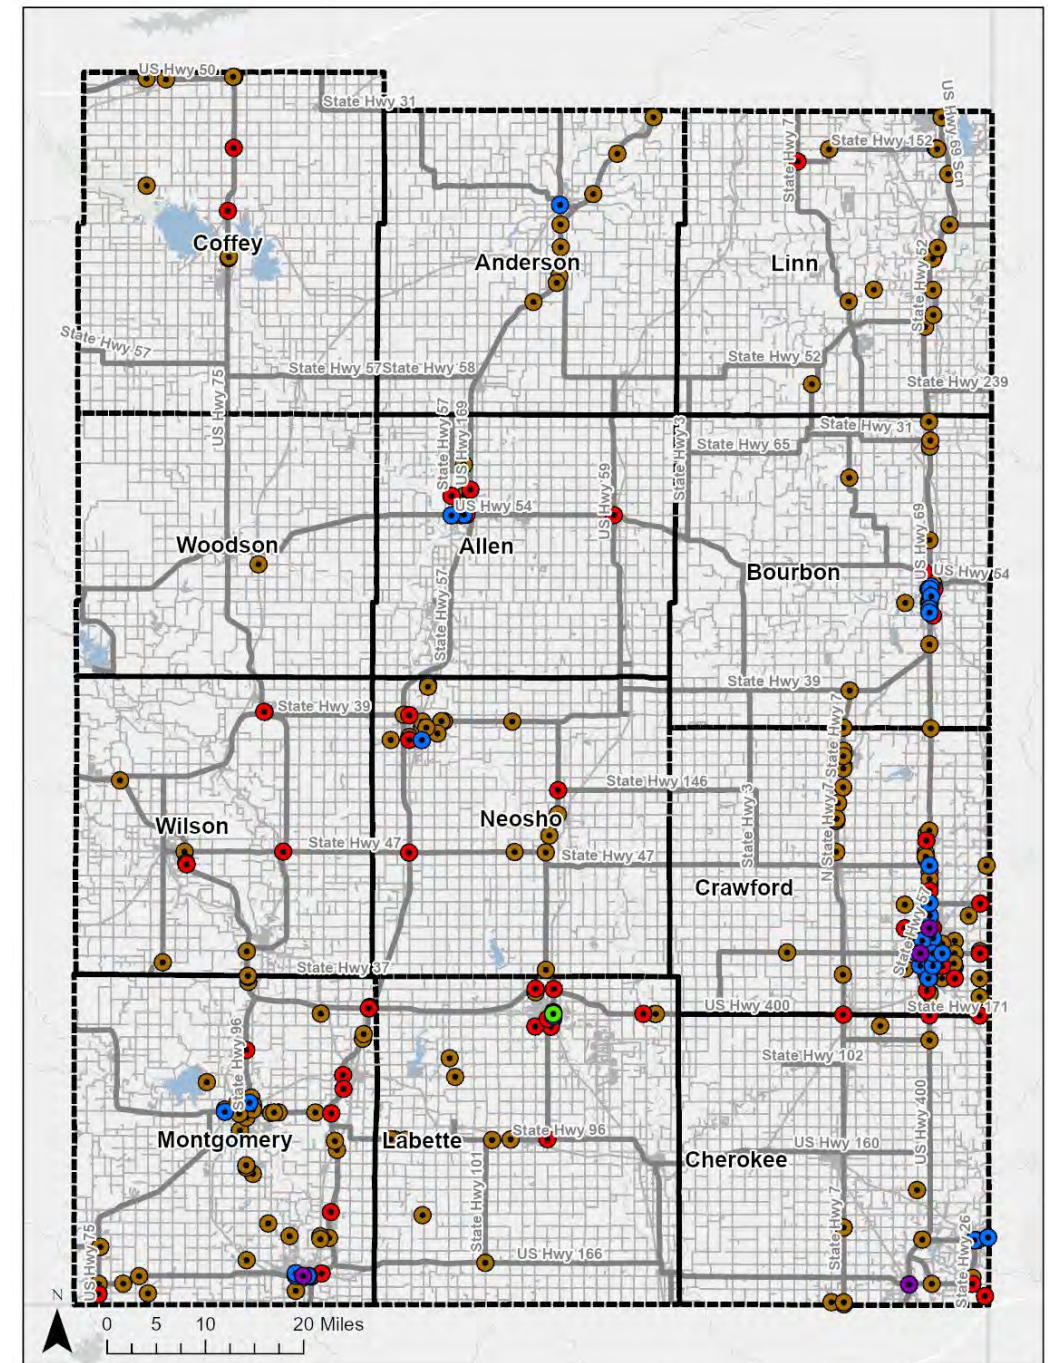 US Hwy 50
State Hwy 31
US Hwy 69 Scn
State Hwy 7
State Hwy 152
Coffey
Anderson
Linn
State Hwy 52
State Hwy 57
State Hwy 57
State Hwy 58
State Hwy 52
State Hwy 239
US Hwy 75
State Hwy 57
US Hwy 169
State Hwy 3
State Hwy 31
State Hwy 65
US Hwy 59
US Hwy 54
US Hwy 69
Woodson
Allen
Bourbon
US Hwy 54
State Hwy 57
State Hwy 39
State Hwy 39
State Hwy 7
State Hwy 146
Wilson
Neosho
State Hwy 3
N State Hwy 7
State Hwy 47
State Hwy 47
Crawford
State Hwy 57
State Hwy 37
US Hwy 400
State Hwy 171
State Hwy 96
State Hwy 102
US Hwy 400
Montgomery
Labette
State Hwy 96
US Hwy 160
Cherokee
State Hwy 101
State Hwy 7
US Hwy 75
US Hwy 166
State Hwy 26
N
0 5 10 20 Miles